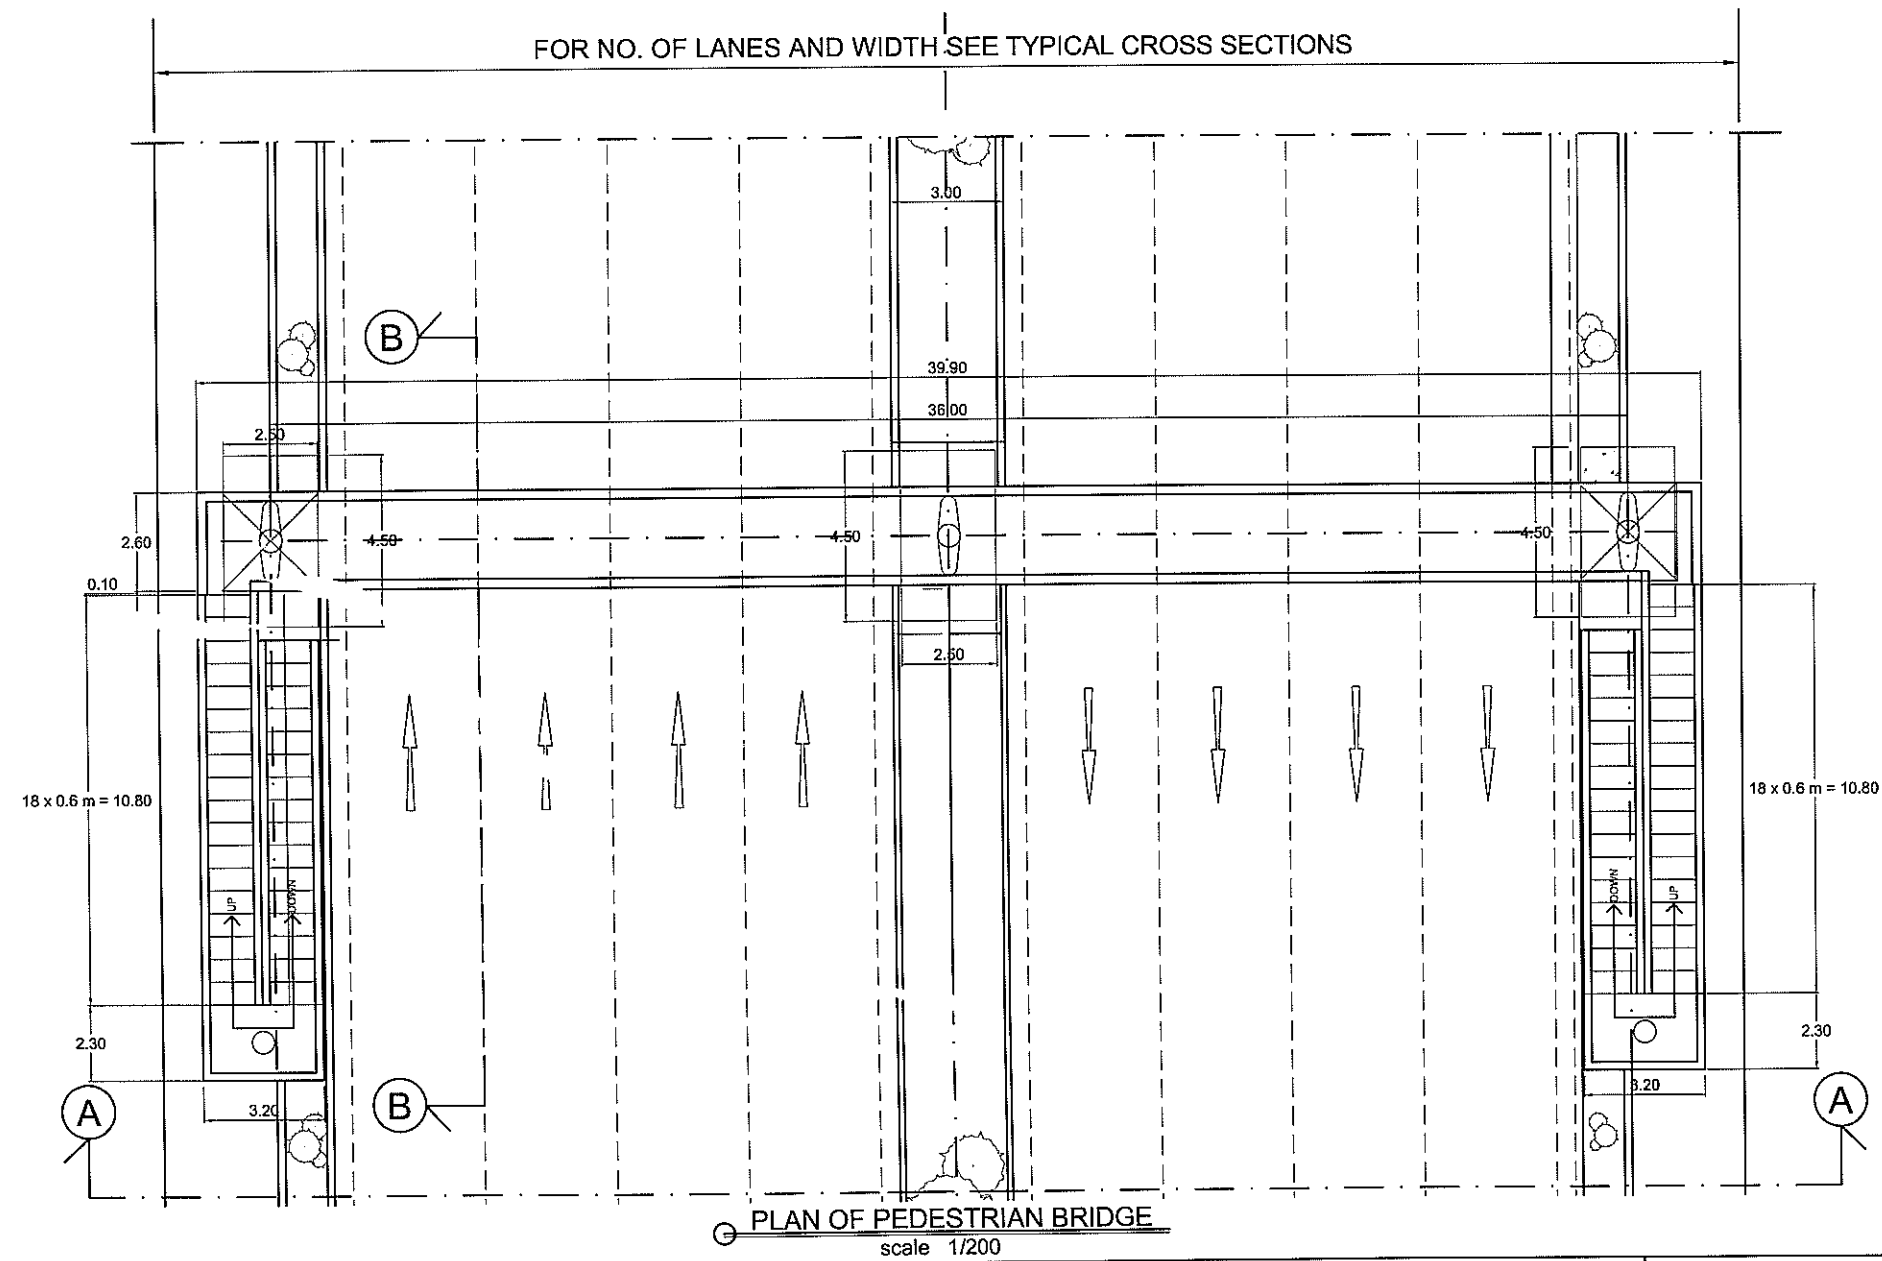 FOR NO. OF LANES AND WIDTH SEE TYPICAL CROSS SECTIONS
3.00
B
39.90
36.00
2.50
4.50
4.50
4.50
2.60
0.10
2.50
18 x 0.6 m = 10.80
18 x 0.6 m = 10.80
UP
DOWN
DOWN
UP
2.30
2.30
A
3.20
B
3.20
A
PLAN OF PEDESTRIAN BRIDGE
scale 1/200